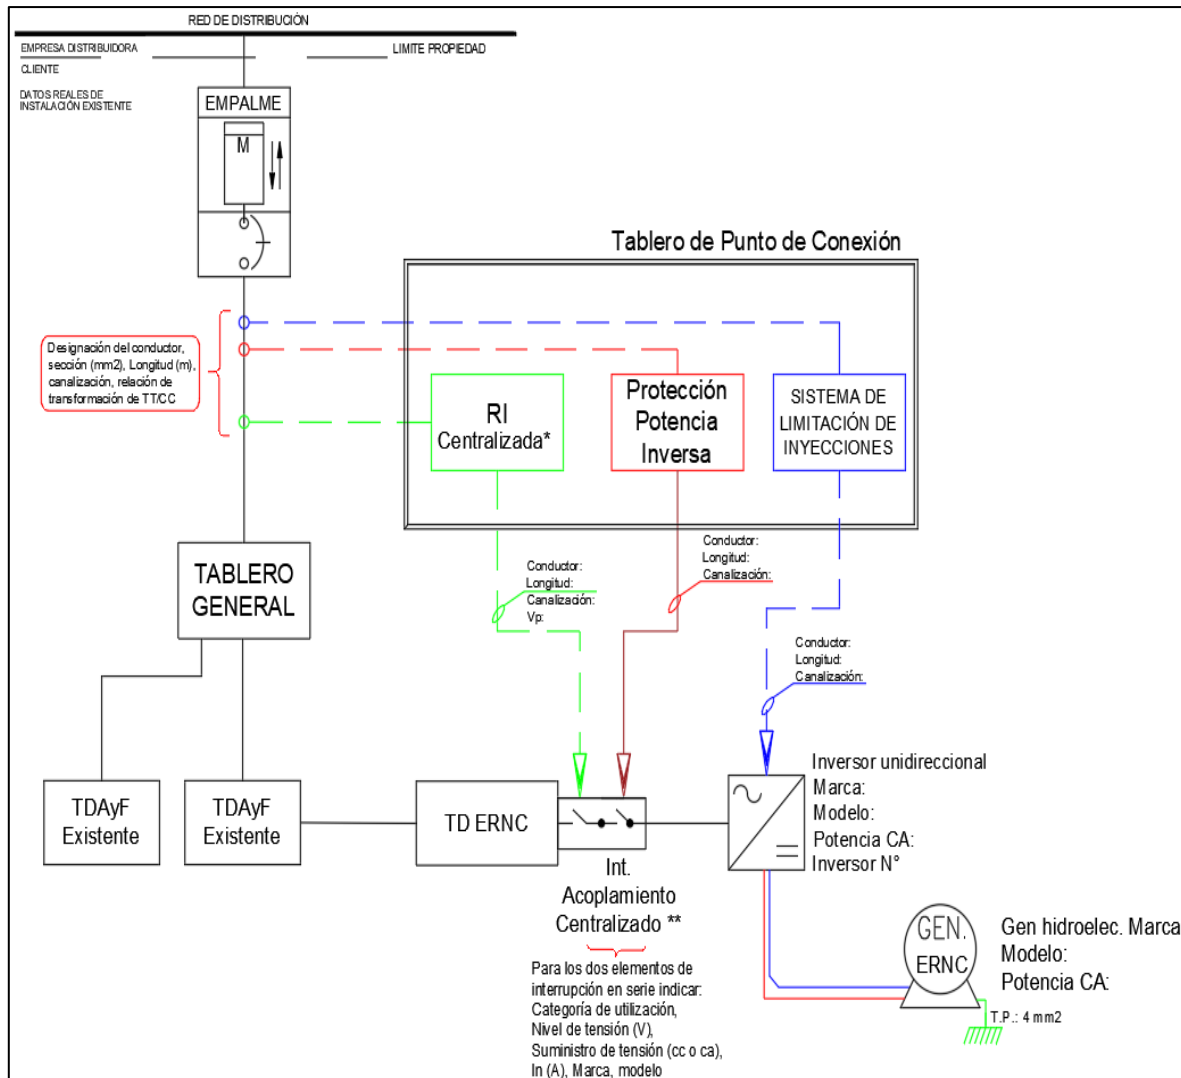 RED DE DISTRIBUCIÓN
EMPRESA DISTRIBUIDORA
LIMITE PROPIEDAD
CLIENTE
DATOS REALES DE
INSTALACIÓN EXISTENTE
EMPALME
M
Tablero de Punto de Conexión
Designación del conductor,
sección (mm2), Longitud (m),
canalización, relación de
transformación de TT/CC
RI
Centralizada*
Protección
Potencia
Inversa
SISTEMA DE
LIMITACIÓN DE
INYECCIONES
TABLERO
GENERAL
Conductor:
Longitud:
Canalización:
Vp:
Conductor:
Longitud:
Canalización:
Conductor:
Longitud:
Canalización:
TDAyF
Existente
TDAyF
Existente
TD ERNC
Int.
Acoplamiento
Centralizado **
Para los dos elementos de
interrupción en serie indicar:
Categoría de utilización,
Nivel de tensión (V),
Suministro de tensión (cc o ca),
In (A), Marca, modelo
Inversor unidireccional
Marca:
Modelo:
Potencia CA:
Inversor N°
GEN.
ERNC
Gen hidroelec. Marca
Modelo:
Potencia CA:
T.P.: 4 mm2